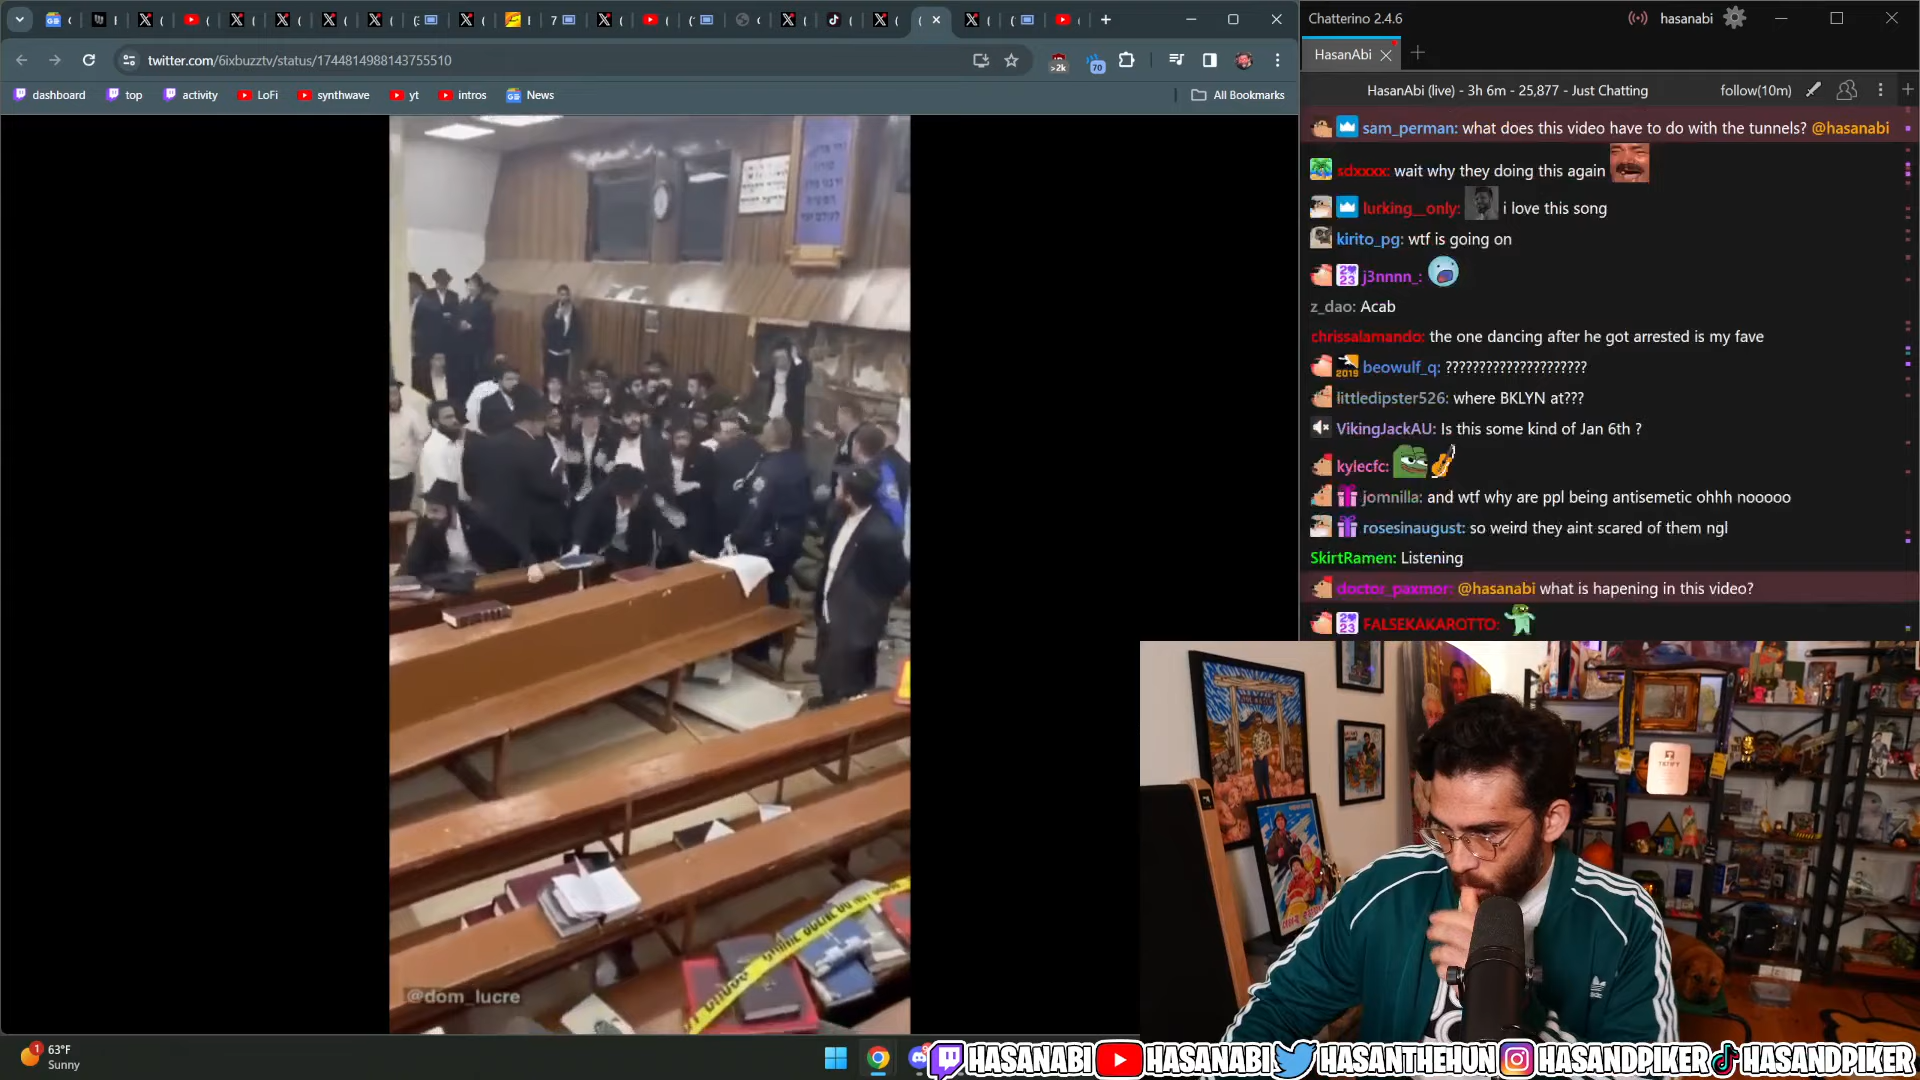 twitter.com/6ixbuzztv/status/1744814988143755510
dashboard
top
activity
LoFi
synthwave
yt
intros
News
All Bookmarks
>2k
70
@dom_lucre
Chatterino 2.4.6
hasanabi
HasanAbi
HasanAbi (live) - 3h 6m - 25,877 - Just Chatting
follow(10m)
sam_perman: what does this video have to do with the tunnels? @hasanabi
sdxxxx: wait why they doing this again
lurking__only: i love this song
kirito_pg: wtf is going on
j3nnnn_:
z_dao: Acab
chrissalamando: the one dancing after he got arrested is my fave
2019 beowulf_q: ????????????????????
littledipster526: where BKLYN at???
VikingJackAU: Is this some kind of Jan 6th ?
kylecfc:
jomnilla: and wtf why are ppl being antisemetic ohhh nooooo
rosesinaugust: so weird they aint scared of them ngl
SkirtRamen: Listening
doctor_paxmor: @hasanabi what is hapening in this video?
FALSEKAKAROTTO:
1
63°F
Sunny
HASANABI HASANABI HASANTHEHUN HASANDPIKER HASANDPIKER